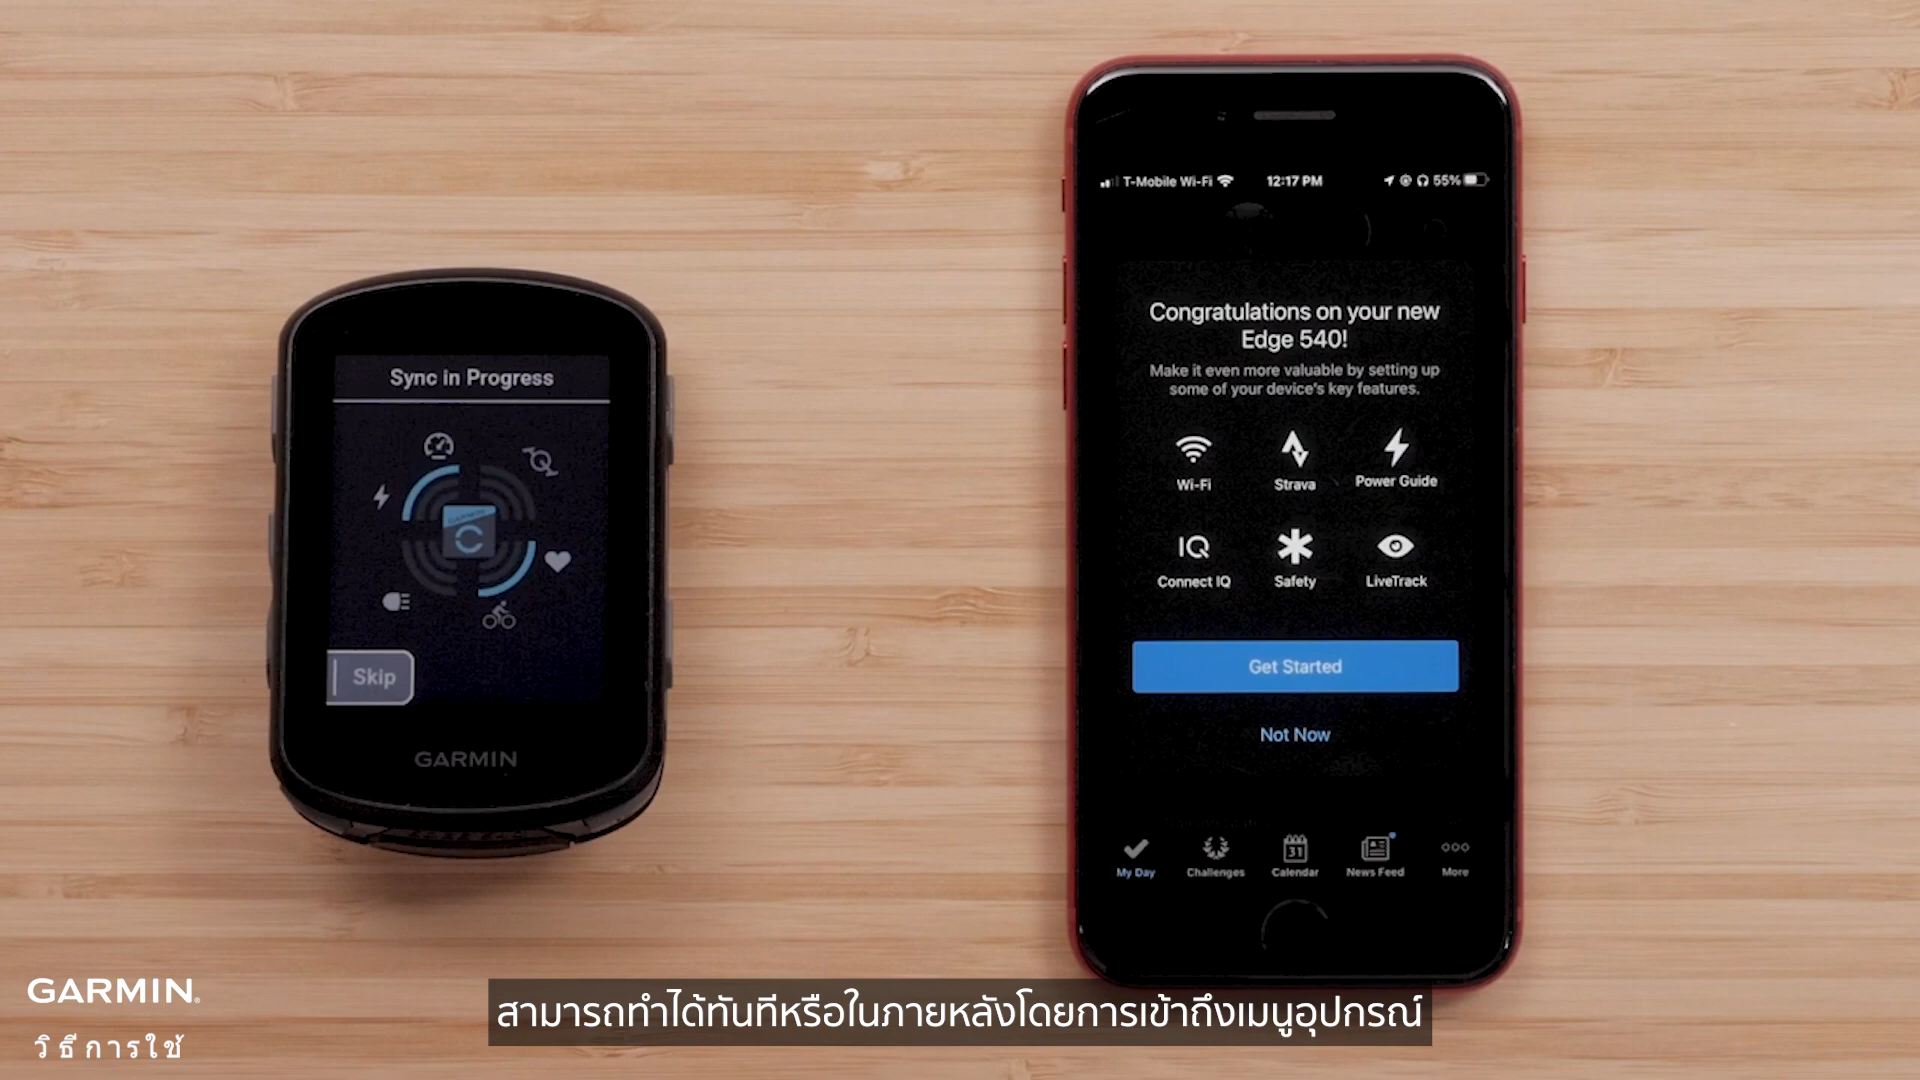 Sync in Progress
GARMIN
Skip
GARMIN
T-Mobile Wi-Fi 12:17 PM 55%
Congratulations on your new
Edge 540!
Make it even more valuable by setting up
some of your device's key features.
Wi-Fi Strava Power Guide
IQ
Connect IQ Safety LiveTrack
Get Started
Not Now
31
My Day Challenges Calendar News Feed More
GARMIN®
วิธีการใช้
สามารถทำได้ทันทีหรือในภายหลังโดยการเข้าถึงเมนูอุปกรณ์